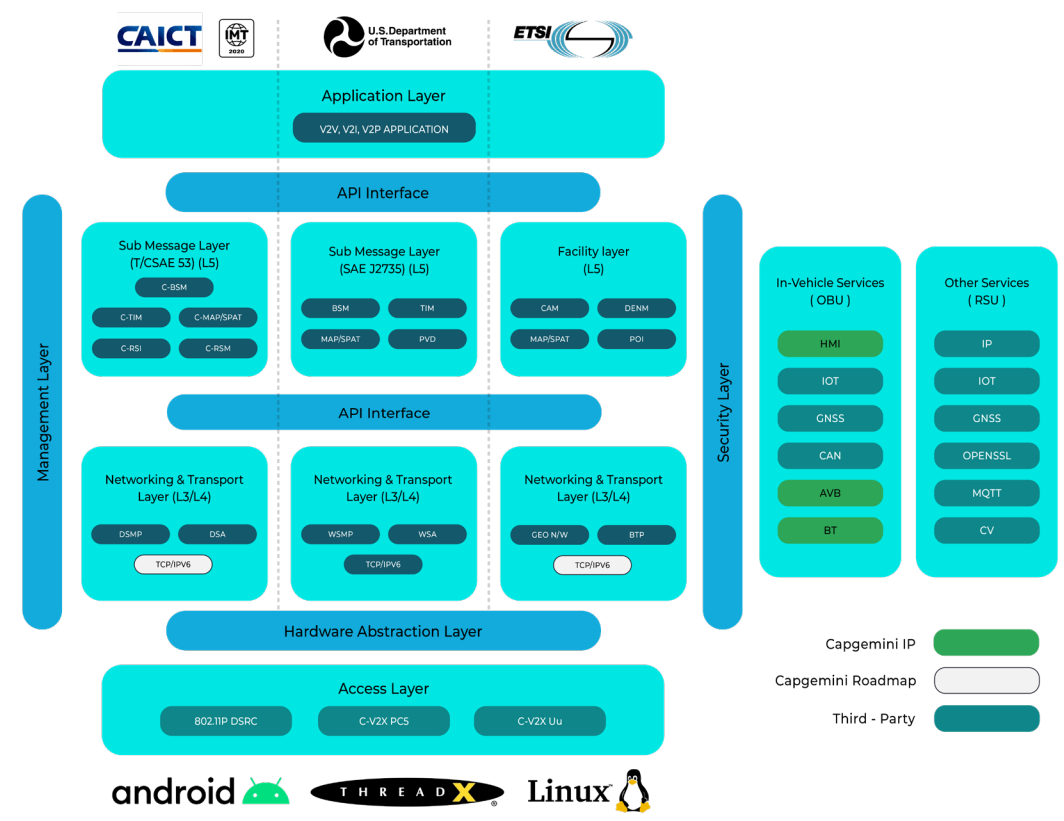 CAICT
IMT
2020
U.S.Department
of Transportation
ETSI
Application Layer
V2V, V2I, V2P APPLICATION
API Interface
Management Layer
Sub Message Layer
(T/CSAE 53) (L5)
C-BSM
C-TIM
C-MAP/SPAT
C-RSI
C-RSM
Sub Message Layer
(SAE J2735) (L5)
BSM
TIM
MAP/SPAT
PVD
Facility layer
(L5)
CAM
DENM
MAP/SPAT
POI
API Interface
Networking & Transport
Layer (L3/L4)
DSMP
DSA
TCP/IPV6
Networking & Transport
Layer (L3/L4)
WSMP
WSA
TCP/IPV6
Networking & Transport
Layer (L3/L4)
GEO N/W
BTP
TCP/IPV6
Hardware Abstraction Layer
Access Layer
802.11P DSRC
C-V2X PC5
C-V2X Uu
android
THREADX
®
Linux
Security Layer
In-Vehicle Services
( OBU )
HMI
IOT
GNSS
CAN
AVB
BT
Other Services
( RSU )
IP
IOT
GNSS
OPENSSL
MQTT
CV
Capgemini IP
Capgemini Roadmap
Third - Party